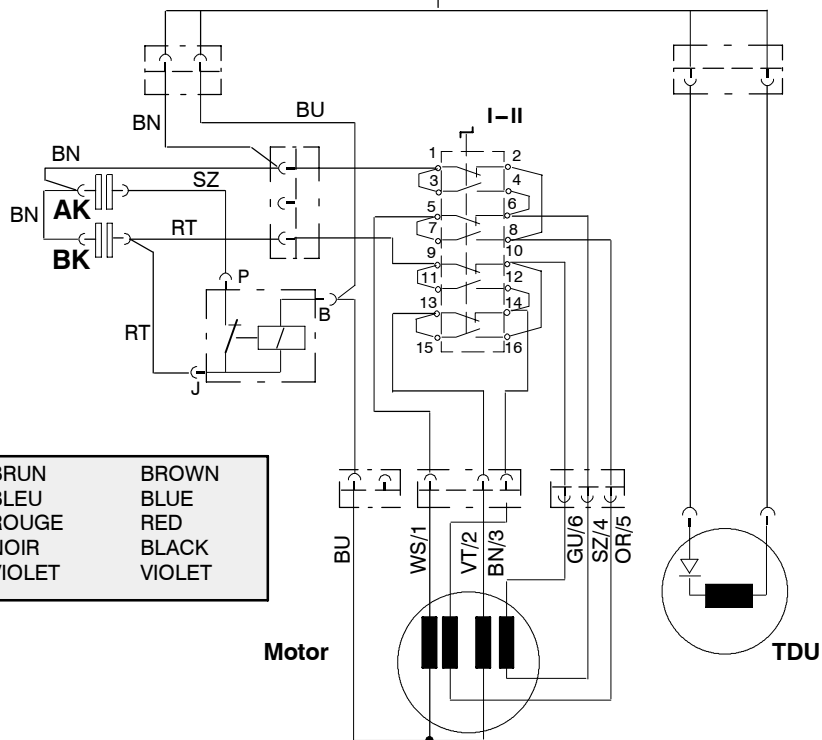 BU
I–II
BN
1 2
BN
3 4
SZ
AK
5 6
BN
RT
7 8
BK
9 10
P
11 12
B
13 14
RT
15 16
J
BRUN BROWN
BLEU BLUE
ROUGE RED
NOIR BLACK
VIOLET VIOLET
BU
WS/1
VT/2
BN/3
GU/6
SZ/4
OR/5
Motor
TDU